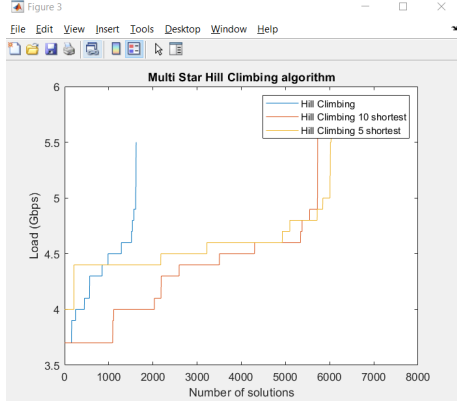 Figure 3
File Edit View Insert Tools Desktop Window Help
Multi Star Hill Climbing algorithm
Hill Climbing
Hill Climbing 10 shortest
Hill Climbing 5 shortest
6
5.5
5
4.5
4
3.5
Load (Gbps)
0 1000 2000 3000 4000 5000 6000 7000 8000
Number of solutions